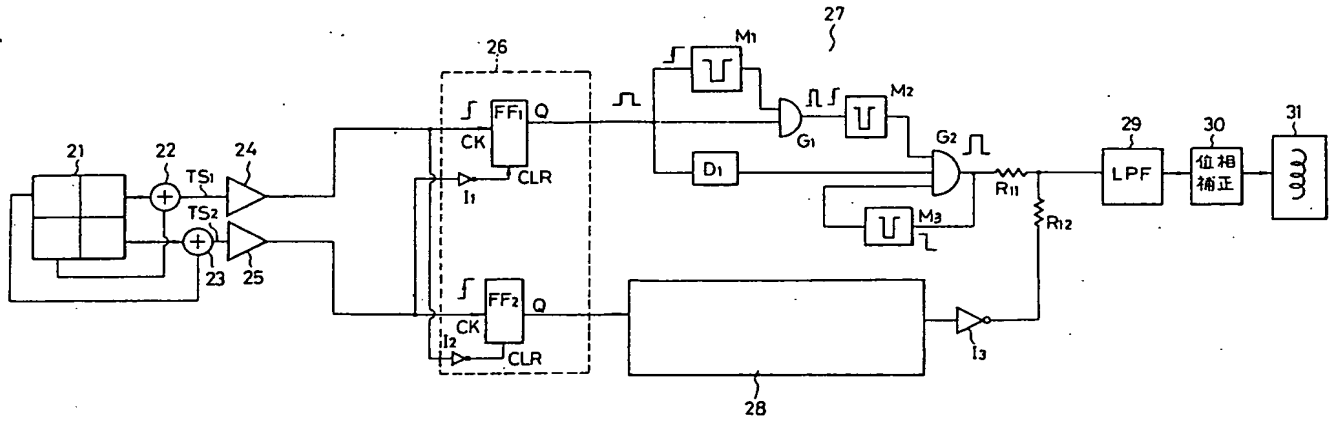 27
26
M1
M2
G1
G2
M3
D1
R11
R12
29
LPF
30
位相
補正
31
21
22
24
TS1
TS2
23
25
FF1
Q
CK
CLR
I1
FF2
Q
CK
CLR
I2
28
I3